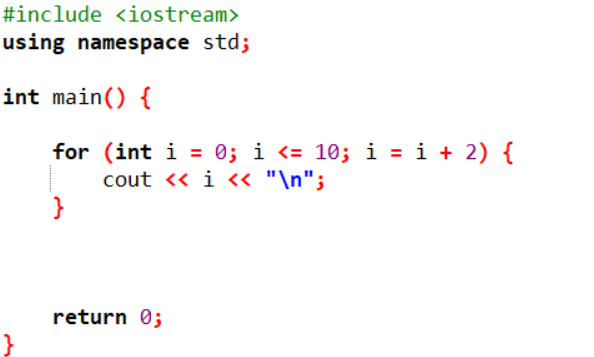 #include <iostream>
using namespace std;
int main() {
for (int i = 0; i <= 10; i = i + 2) {
cout << i << "\n";
}
return 0;
}